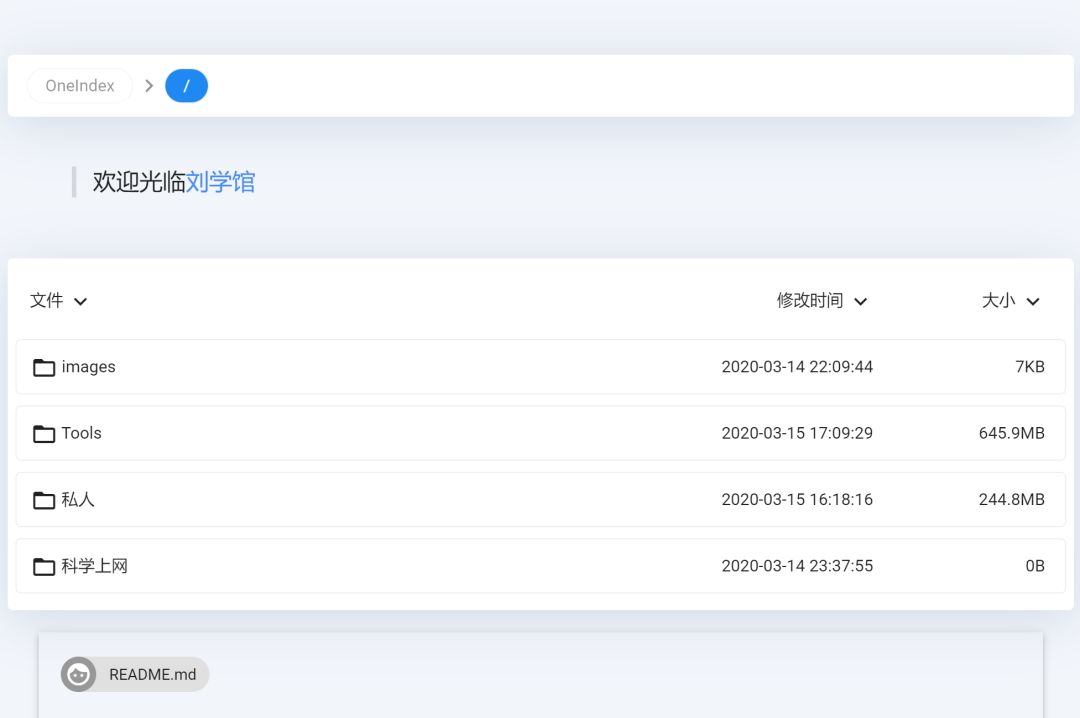 OneIndex > /
欢迎光临刘学馆
文件 修改时间 大小
images 2020-03-14 22:09:44 7KB
Tools 2020-03-15 17:09:29 645.9MB
私人 2020-03-15 16:18:16 244.8MB
科学上网 2020-03-14 23:37:55 0B
README.md